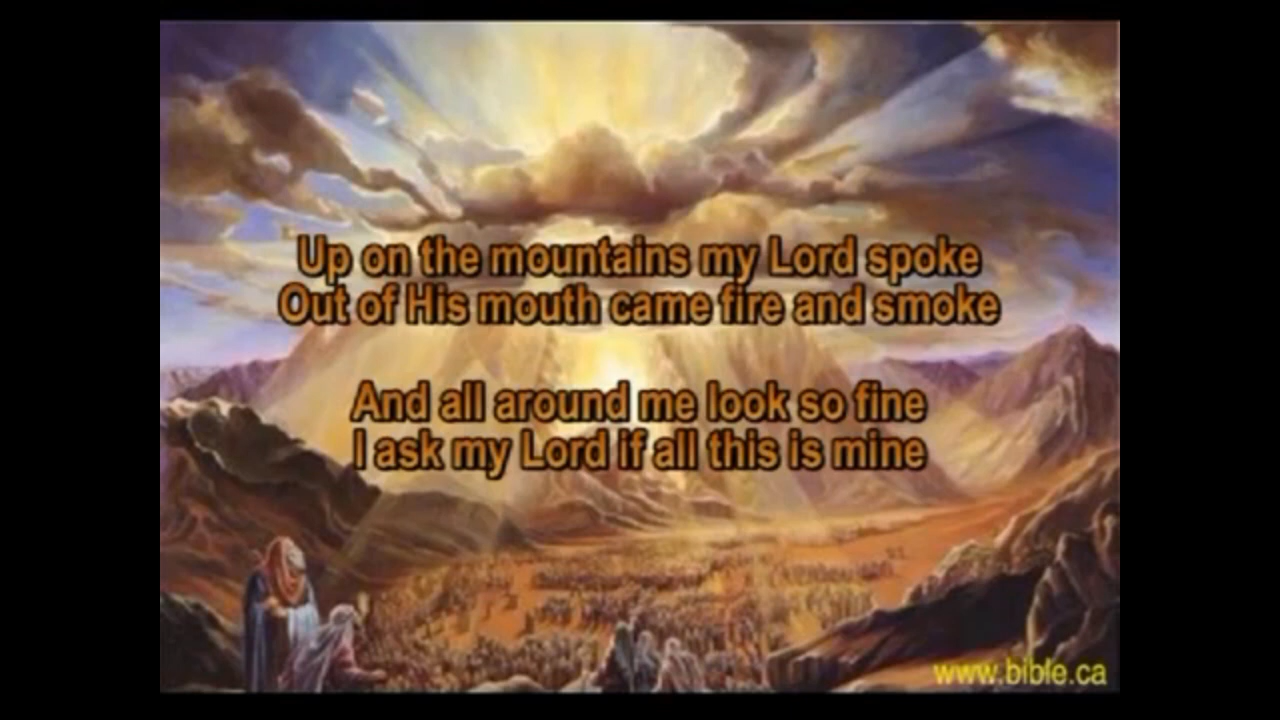 Up on the mountains my Lord spoke
Out of His mouth came fire and smoke
And all around me look so fine
I ask my Lord if all this is mine
www.bible.ca